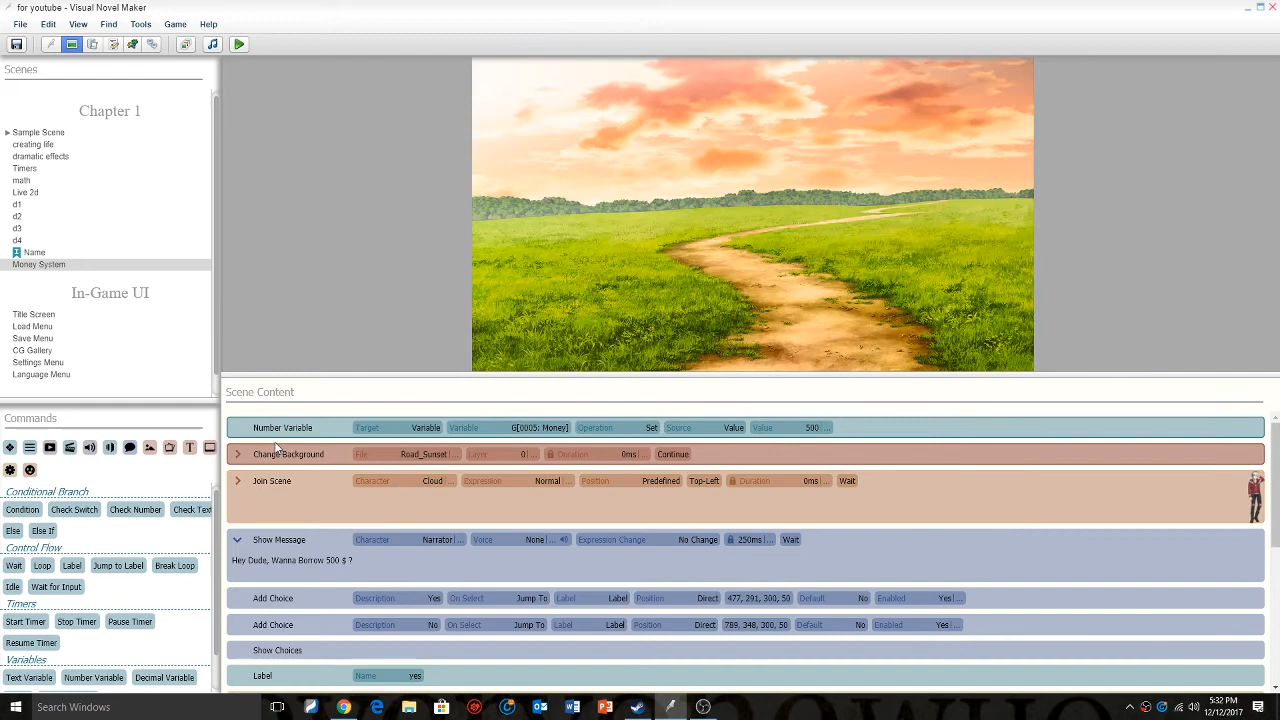 for youtube - Visual Novel Maker
File Edit View Find Tools Game Help
Scenes
Chapter 1
Sample Scene
creating life
dramatic effects
Timers
math
Live 2d
d1
d2
d3
d4
Name
Money System
In-Game UI
Title Screen
Load Menu
Save Menu
CG Gallery
Settings Menu
Language Menu
Commands
Conditional Branch
Condition Check Switch Check Number Check Text
Else Else If
Control Flow
Wait Loop Label Jump to Label Break Loop
Idle Wait for Input
Timers
Start Timer Stop Timer Pause Timer
Resume Timer
Variables
Text Variable Number Variable Decimal Variable
Scene Content
Number Variable Target Variable Variable G[0005: Money] Operation Set Source Value Value 500 ...
Change Background File Road_Sunset ... Layer 0 ... Duration 0ms ... Continue
Join Scene Character Cloud ... Expression Normal ... Position Predefined Top-Left Duration 0ms ... Wait
Show Message Character Narrator ... Voice None ... Expression Change No Change 250ms ... Wait
Hey Dude, Wanna Borrow 500 $ ?
Add Choice Description Yes On Select Jump To Label Label Position Direct 477, 291, 300, 50 Default No Enabled Yes ...
Add Choice Description No On Select Jump To Label Label Position Direct 789, 348, 300, 50 Default No Enabled Yes ...
Show Choices
Label Name yes
Search Windows
5:32 PM
12/12/2017